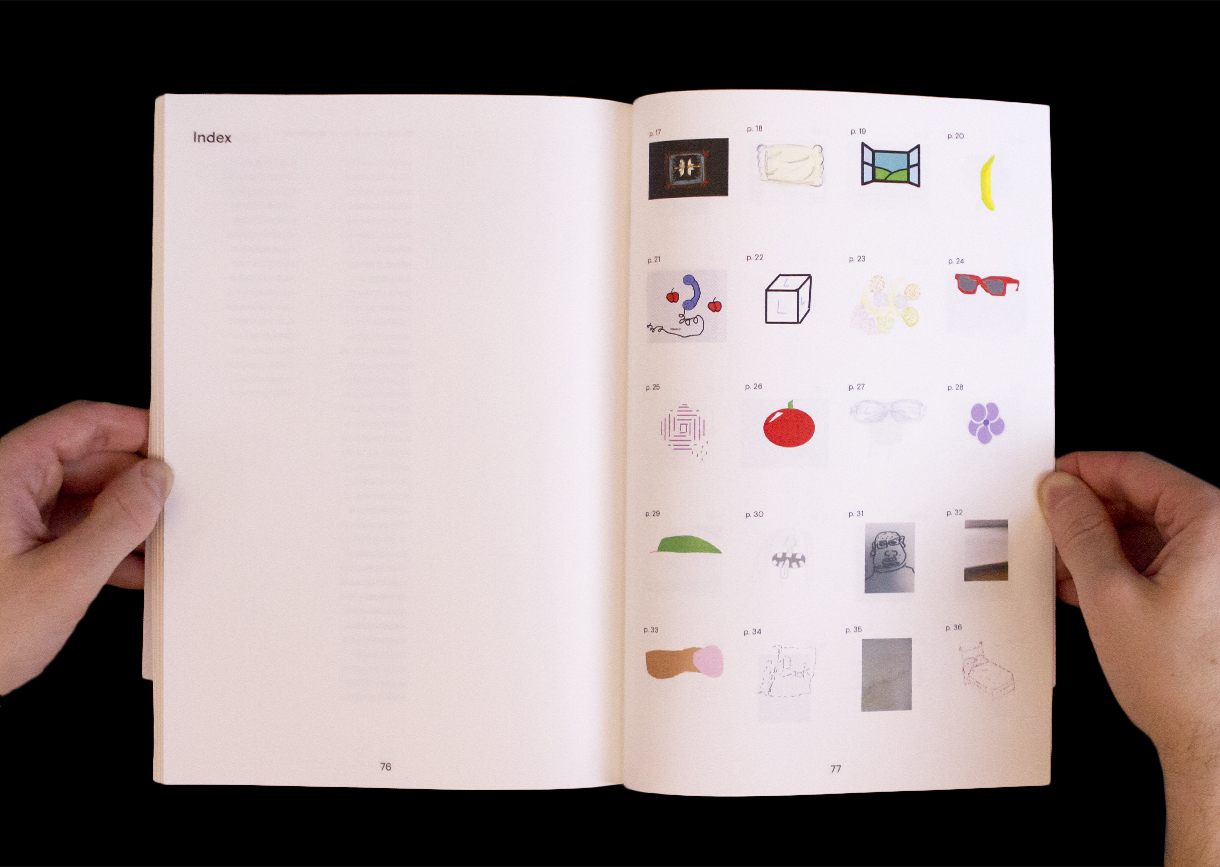 Index
p. 17 p. 18 p. 19 p. 20
p. 21 p. 22 p. 23 p. 24
p. 25 p. 26 p. 27 p. 28
p. 29 p. 30 p. 31 p. 32
p. 33 p. 34 p. 35 p. 36
76
77